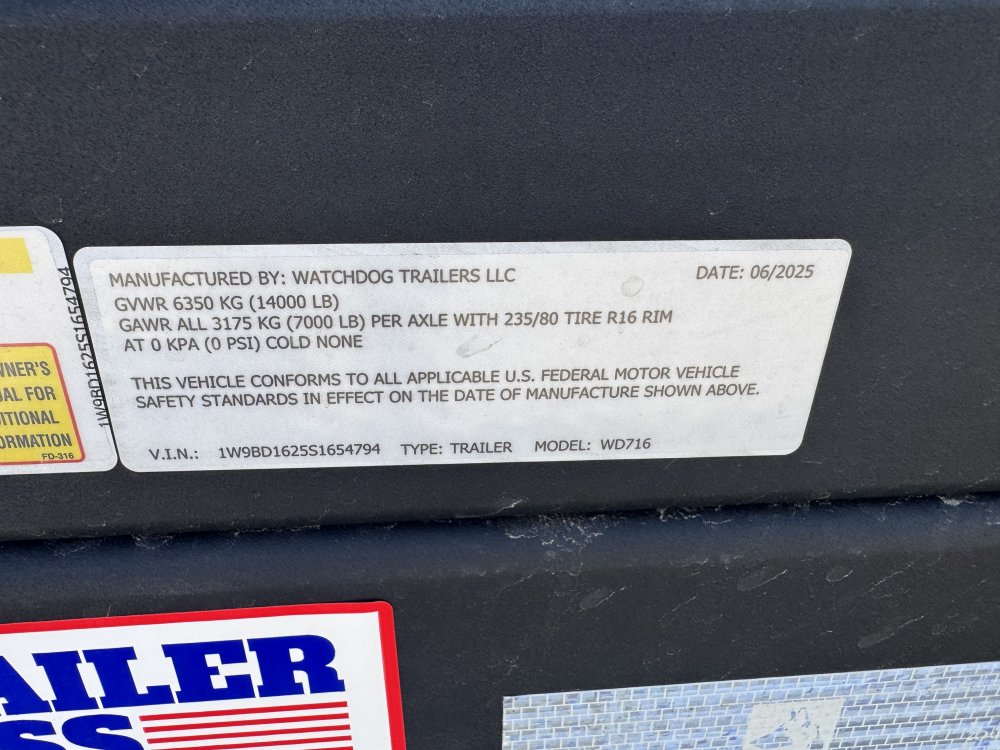 MANUFACTURED BY: WATCHDOG TRAILERS LLC DATE: 06/2025
GVWR 6350 KG (14000 LB)
GAWR ALL 3175 KG (7000 LB) PER AXLE WITH 235/80 TIRE R16 RIM
AT 0 KPA (0 PSI) COLD NONE
THIS VEHICLE CONFORMS TO ALL APPLICABLE U.S. FEDERAL MOTOR VEHICLE
SAFETY STANDARDS IN EFFECT ON THE DATE OF MANUFACTURE SHOWN ABOVE.
V.I.N.: 1W9BD1625S1654794 TYPE: TRAILER MODEL: WD716
1W9BD1625S1654794
WNER'S
UAL FOR
ITIONAL
ORMATION
FD-316
AILER
SS